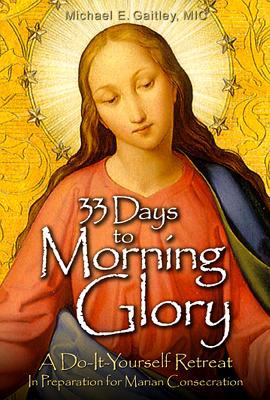 Michael E. Gaitley, MIC
33 Days
to
Morning
Glory
A Do-It-Yourself Retreat
In Preparation for Marian Consecration